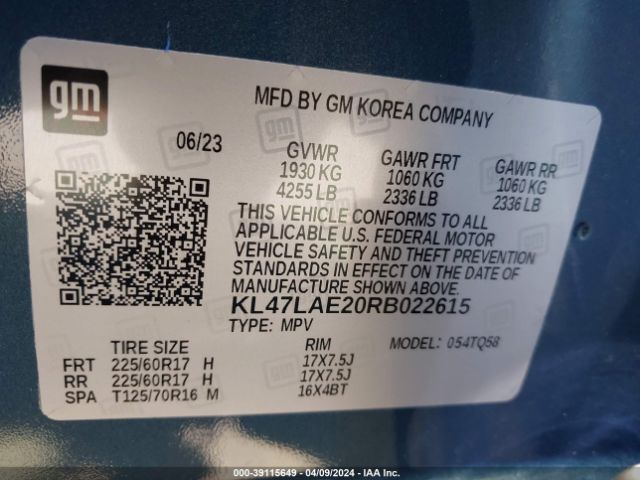 gm
MFD BY GM KOREA COMPANY
06/23
GVWR GAWR FRT GAWR RR
1930 KG 1060 KG 1060 KG
4255 LB 2336 LB 2336 LB
THIS VEHICLE CONFORMS TO ALL
APPLICABLE U.S. FEDERAL MOTOR
VEHICLE SAFETY AND THEFT PREVENTION
STANDARDS IN EFFECT ON THE DATE OF
MANUFACTURE SHOWN ABOVE.
KL47LAE20RB022615
TYPE: MPV
MODEL: 054TQ58
TIRE SIZE RIM
FRT 225/60R17 H 17X7.5J
RR 225/60R17 H 17X7.5J
SPA T125/70R16 M 16X4BT
000-39115649 | 04/09/2024 | IAA Inc.